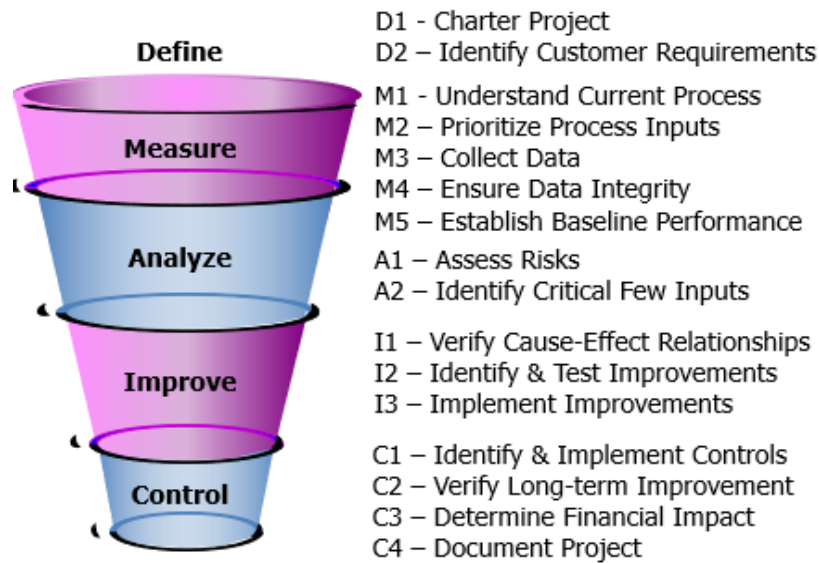 Define
D1 - Charter Project
D2 – Identify Customer Requirements
Measure
M1 - Understand Current Process
M2 – Prioritize Process Inputs
M3 – Collect Data
M4 – Ensure Data Integrity
M5 – Establish Baseline Performance
Analyze
A1 – Assess Risks
A2 – Identify Critical Few Inputs
Improve
I1 – Verify Cause-Effect Relationships
I2 – Identify & Test Improvements
I3 – Implement Improvements
Control
C1 – Identify & Implement Controls
C2 – Verify Long-term Improvement
C3 – Determine Financial Impact
C4 – Document Project